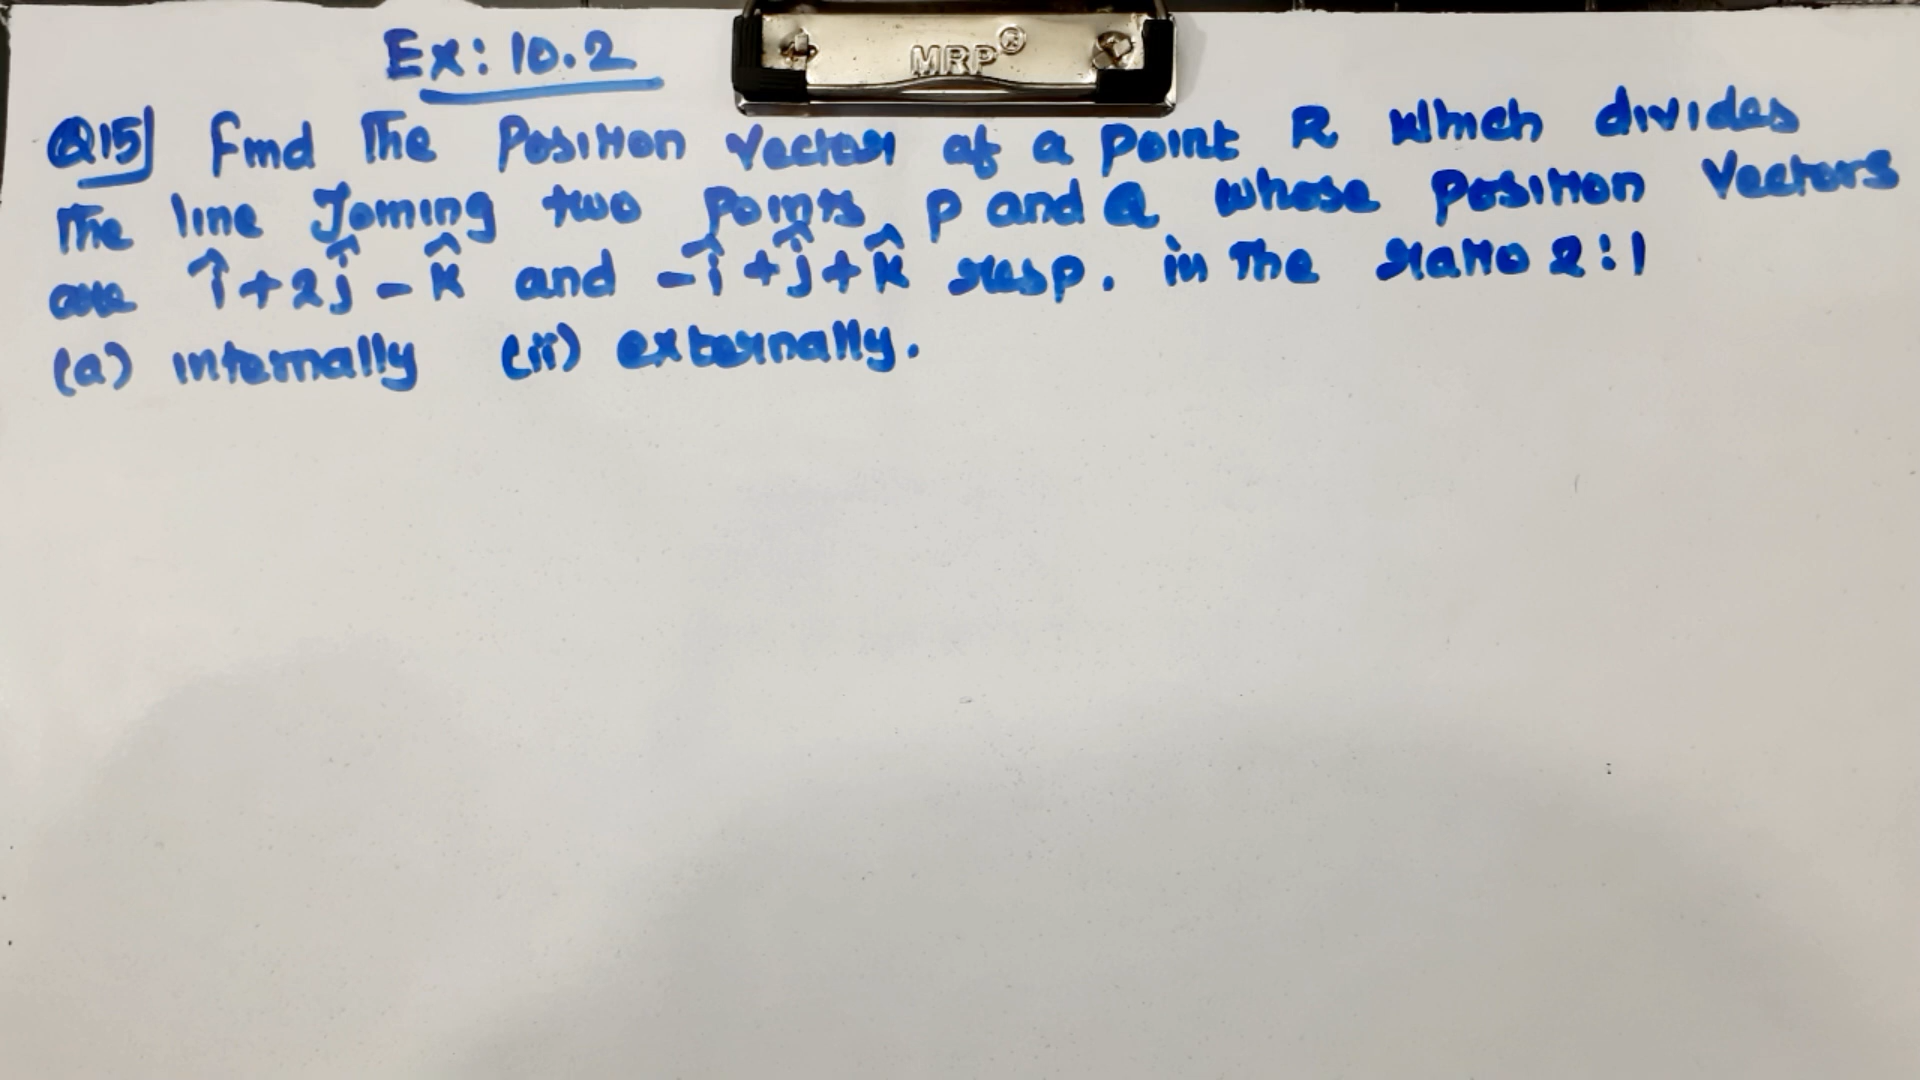 MRP®
Ex: 10.2
Q15] Find The Position Vector of a point R which divides
The line Joining two points P and Q whose position vectors
are î+2ĵ-k̂ and -î+ĵ+k̂ resp. in The ratio 2:1
(a) internally (ii) externally.